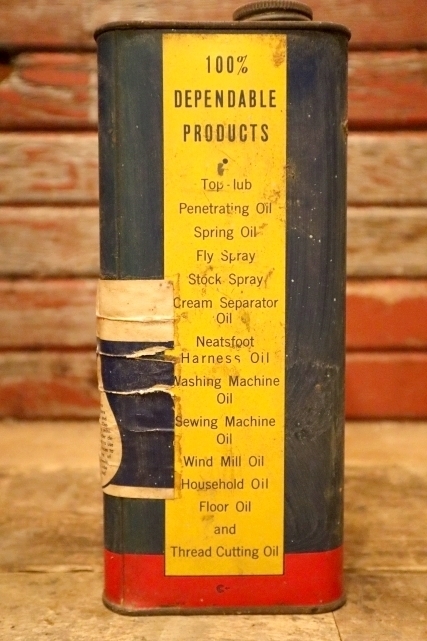 100%
DEPENDABLE
PRODUCTS
Top-lub
Penetrating Oil
Spring Oil
Fly Spray
Stock Spray
Cream Separator
Oil
Neatsfoot
Harness Oil
Washing Machine
Oil
Sewing Machine
Oil
Wind Mill Oil
Household Oil
Floor Oil
and
Thread Cutting Oil